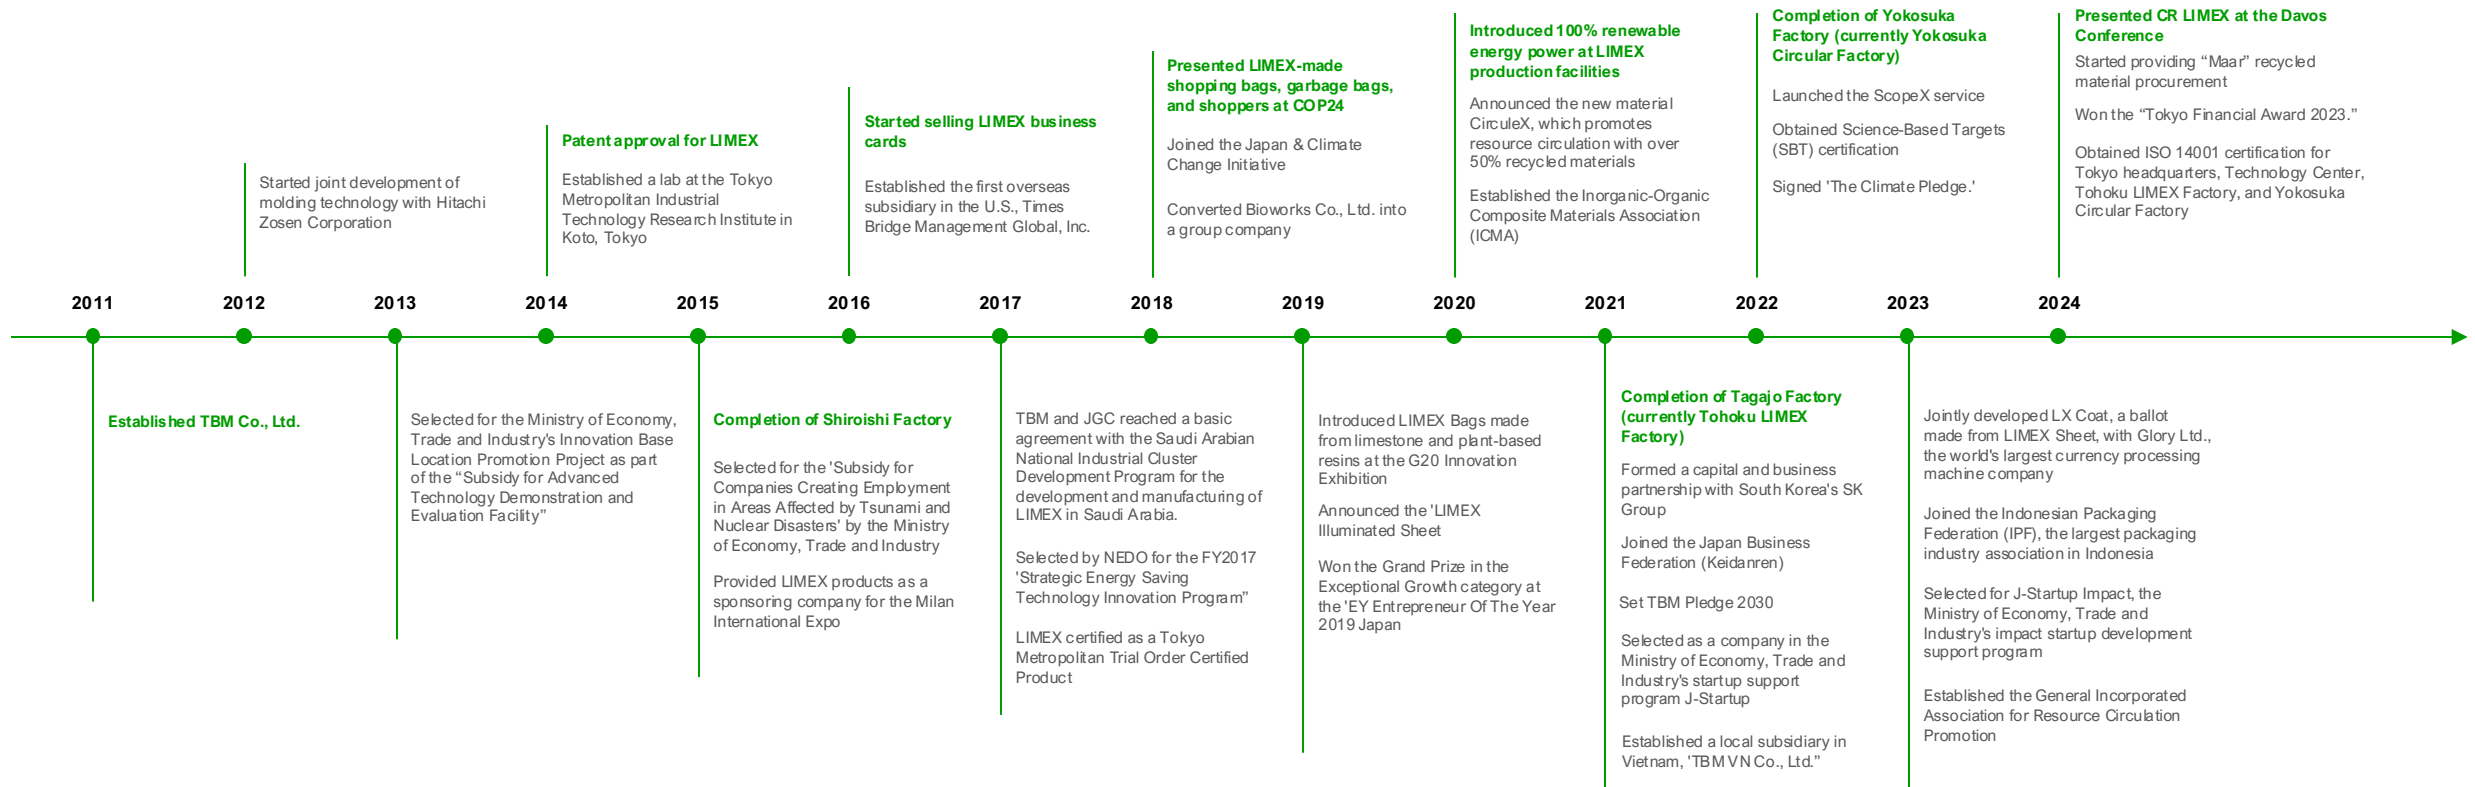 2011
Established TBM Co., Ltd.
2012
Started joint development of
molding technology with Hitachi
Zosen Corporation
2013
Selected for the Ministry of Economy,
Trade and Industry's Innovation Base
Location Promotion Project as part
of the “Subsidy for Advanced
Technology Demonstration and
Evaluation Facility”
2014
Patent approval for LIMEX
Established a lab at the Tokyo
Metropolitan Industrial
Technology Research Institute in
Koto, Tokyo
2015
Completion of Shiroishi Factory
Selected for the 'Subsidy for
Companies Creating Employment
in Areas Affected by Tsunami and
Nuclear Disasters' by the Ministry
of Economy, Trade and Industry
Provided LIMEX products as a
sponsoring company for the Milan
International Expo
2016
Started selling LIMEX business
cards
Established the first overseas
subsidiary in the U.S., Times
Bridge Management Global, Inc.
2017
TBM and JGC reached a basic
agreement with the Saudi Arabian
National Industrial Cluster
Development Program for the
development and manufacturing of
LIMEX in Saudi Arabia.
Selected by NEDO for the FY2017
'Strategic Energy Saving
Technology Innovation Program”
LIMEX certified as a Tokyo
Metropolitan Trial Order Certified
Product
2018
Presented LIMEX-made
shopping bags, garbage bags,
and shoppers at COP24
Joined the Japan & Climate
Change Initiative
Converted Bioworks Co., Ltd. into
a group company
2019
Introduced LIMEX Bags made
from limestone and plant-based
resins at the G20 Innovation
Exhibition
Announced the 'LIMEX
Illuminated Sheet
Won the Grand Prize in the
Exceptional Growth category at
the 'EY Entrepreneur Of The Year
2019 Japan
2020
Introduced 100% renewable
energy power at LIMEX
production facilities
Announced the new material
CirculeX, which promotes
resource circulation with over
50% recycled materials
Established the Inorganic-Organic
Composite Materials Association
(ICMA)
2021
Completion of Tagajo Factory
(currently Tohoku LIMEX
Factory)
Formed a capital and business
partnership with South Korea's SK
Group
Joined the Japan Business
Federation (Keidanren)
Set TBM Pledge 2030
Selected as a company in the
Ministry of Economy, Trade and
Industry's startup support
program J-Startup
Established a local subsidiary in
Vietnam, 'TBM VN Co., Ltd.”
2022
Completion of Yokosuka
Factory (currently Yokosuka
Circular Factory)
Launched the ScopeX service
Obtained Science-Based Targets
(SBT) certification
Signed 'The Climate Pledge.'
2023
Jointly developed LX Coat, a ballot
made from LIMEX Sheet, with Glory Ltd.,
the world's largest currency processing
machine company
Joined the Indonesian Packaging
Federation (IPF), the largest packaging
industry association in Indonesia
Selected for J-Startup Impact, the
Ministry of Economy, Trade and
Industry's impact startup development
support program
Established the General Incorporated
Association for Resource Circulation
Promotion
2024
Presented CR LIMEX at the Davos
Conference
Started providing “Maar” recycled
material procurement
Won the “Tokyo Financial Award 2023.”
Obtained ISO 14001 certification for
Tokyo headquarters, Technology Center,
Tohoku LIMEX Factory, and Yokosuka
Circular Factory